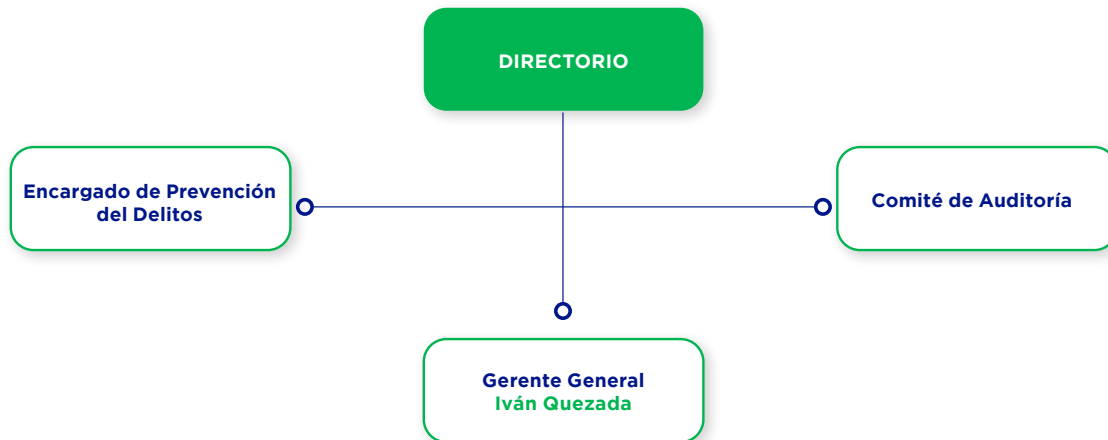 DIRECTORIO
Encargado de Prevención
del Delitos
Comité de Auditoría
Gerente General
Iván Quezada